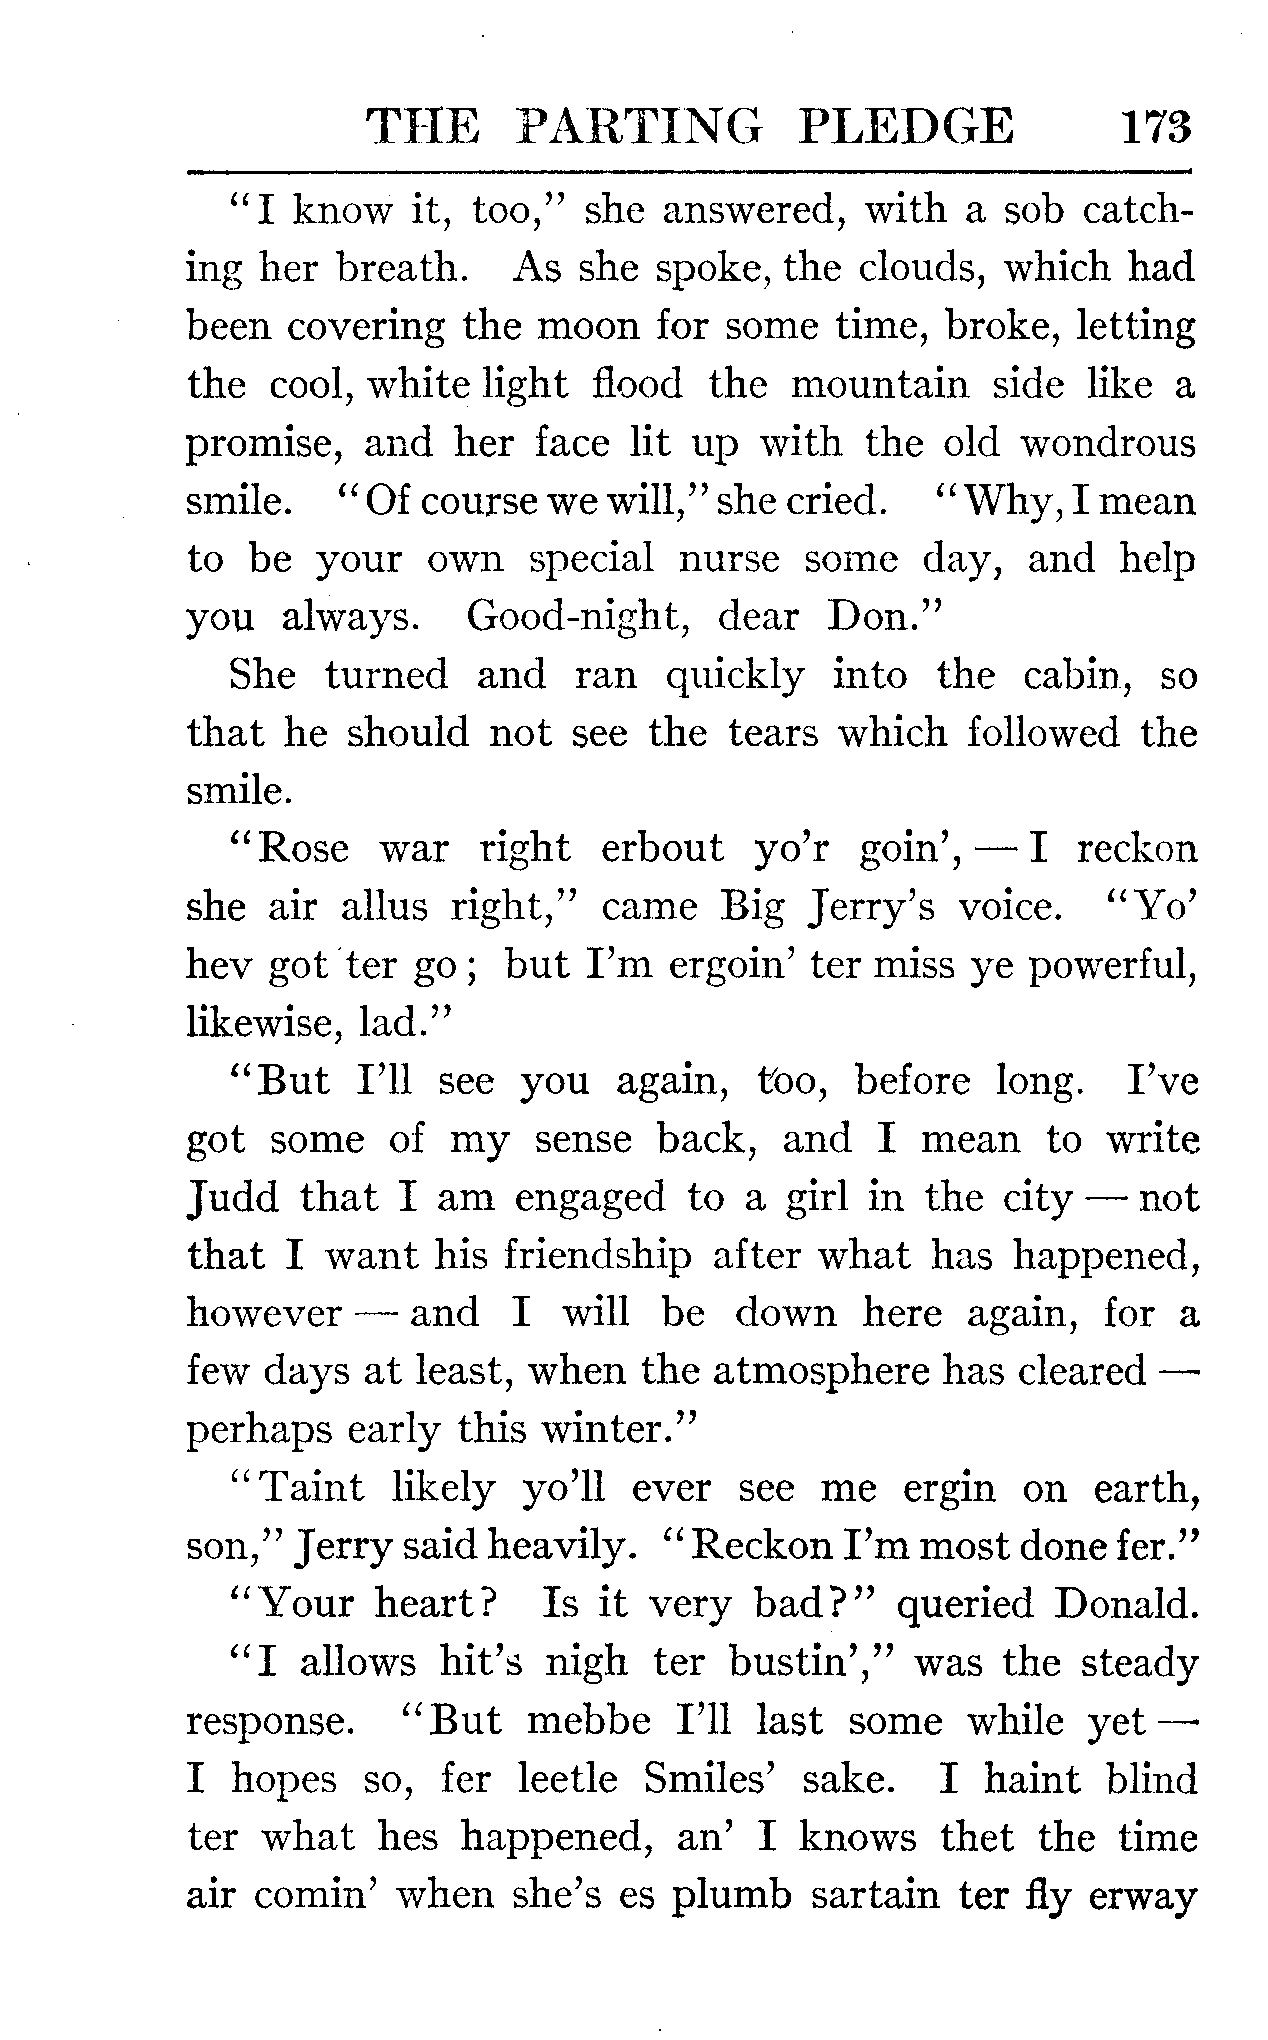 THE PARTING PLEDGE 173
"I know it, too," she answered, with a sob catch-
ing her breath. As she spoke, the clouds, which had
been covering the moon for some time, broke, letting
the cool, white light flood the mountain side like a
promise, and her face lit up with the old wondrous
smile. "Of course we will," she cried. "Why, I mean
to be your own special nurse some day, and help
you always. Good-night, dear Don."
She turned and ran quickly into the cabin, so
that he should not see the tears which followed the
smile.
"Rose war right erbout yo'r goin', — I reckon
she air allus right," came Big Jerry's voice. "Yo'
hev got ter go; but I'm ergoin' ter miss ye powerful,
likewise, lad."
"But I'll see you again, too, before long. I've
got some of my sense back, and I mean to write
Judd that I am engaged to a girl in the city — not
that I want his friendship after what has happened,
however — and I will be down here again, for a
few days at least, when the atmosphere has cleared —
perhaps early this winter."
"Taint likely yo'll ever see me ergin on earth,
son," Jerry said heavily. "Reckon I'm most done fer."
"Your heart? Is it very bad?" queried Donald.
"I allows hit's nigh ter bustin'," was the steady
response. "But mebbe I'll last some while yet —
I hopes so, fer leetle Smiles' sake. I haint blind
ter what hes happened, an' I knows thet the time
air comin' when she's es plumb sartain ter fly erway